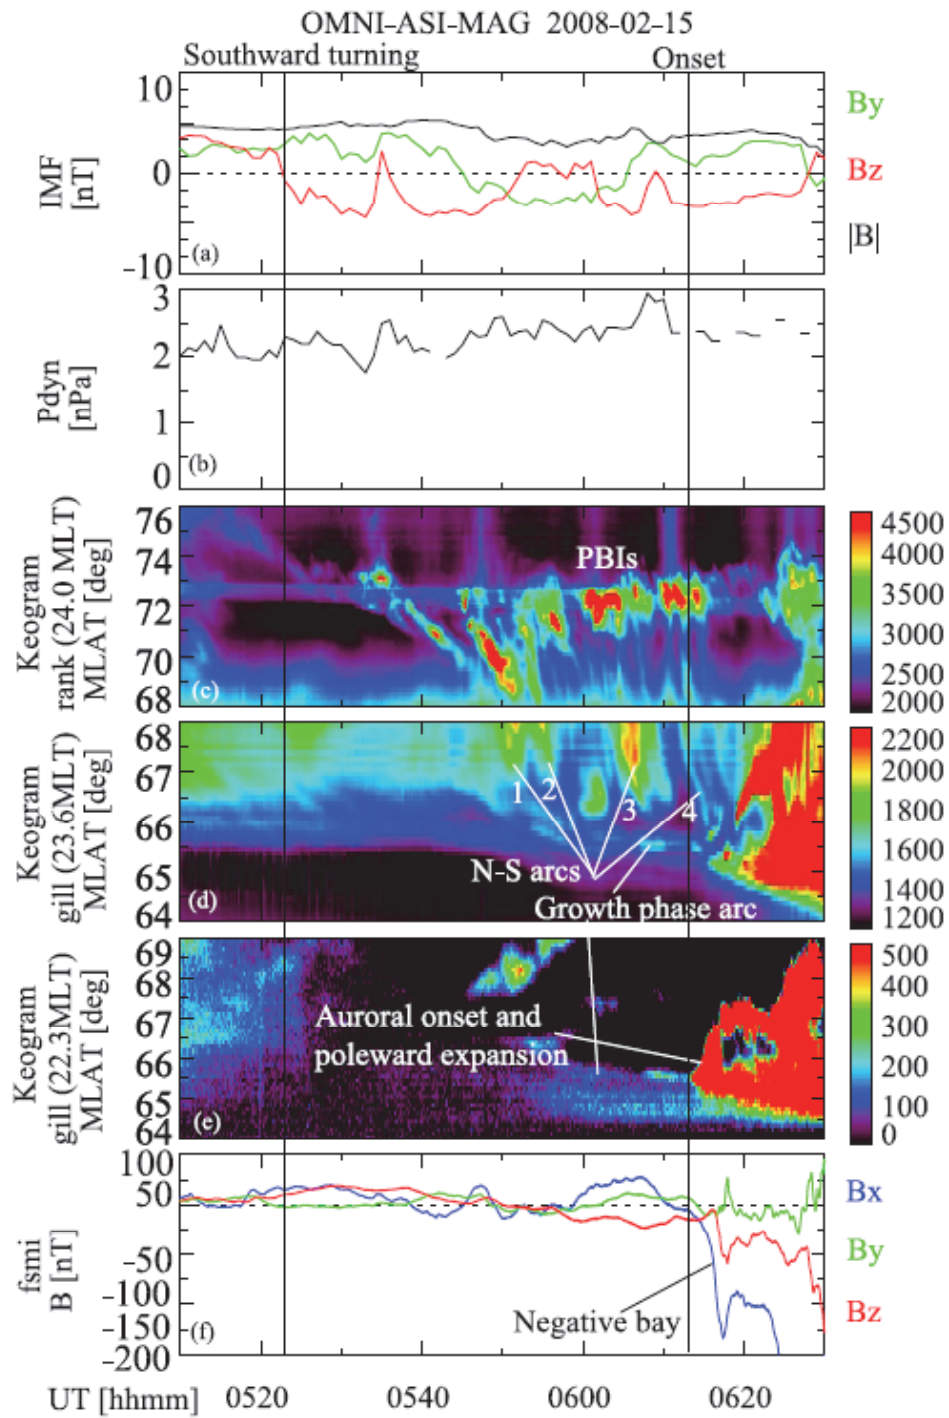 OMNI-ASI-MAG 2008-02-15
Southward turning
Onset
10
0
-10
IMF
[nT]
(a)
By
Bz
|B|
3
2
1
0
Pdyn
[nPa]
(b)
76
74
72
70
68
Keogram
rank (24.0 MLT)
MLAT [deg]
(c)
PBIs
4500
4000
3500
3000
2500
2000
68
67
66
65
64
Keogram
gill (23.6MLT)
MLAT [deg]
(d)
1
2
3
4
N-S arcs
Growth phase arc
2200
2000
1800
1600
1400
1200
69
68
67
66
65
64
Keogram
gill (22.3MLT)
MLAT [deg]
(e)
Auroral onset and
poleward expansion
500
400
300
200
100
0
100
50
-50
-100
-150
-200
fsmi
B [nT]
(f)
Negative bay
Bx
By
Bz
UT [hhmm]
0520
0540
0600
0620